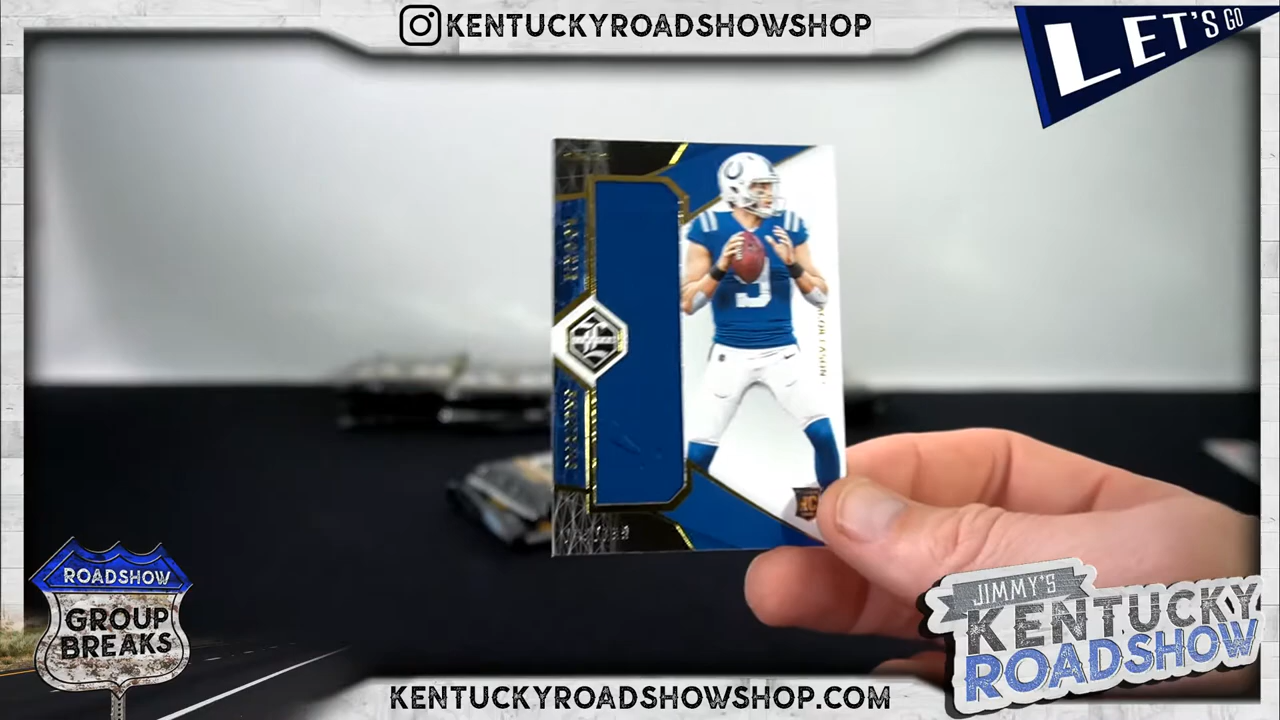 KENTUCKYROADSHOWSHOP
LET'S GO
ROADSHOW
GROUP
BREAKS
JIMMY'S
KENTUCKY
ROADSHOW
KENTUCKYROADSHOWSHOP.COM